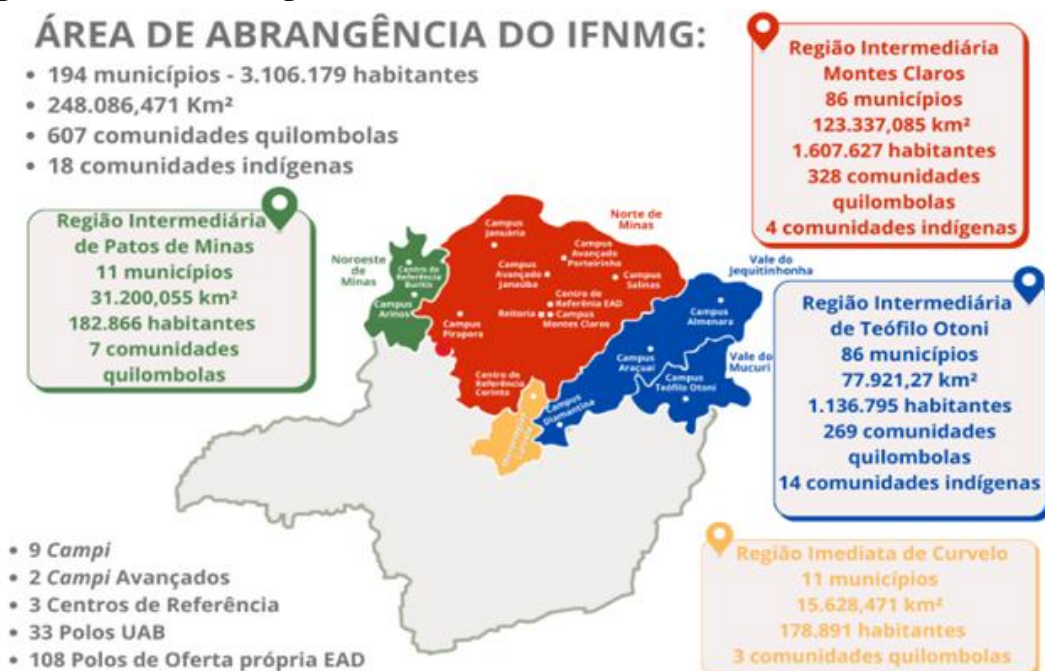 ÁREA DE ABRANGÊNCIA DO IFNMG:
• 194 municípios - 3.106.179 habitantes
• 248.086,471 Km²
• 607 comunidades quilombolas
• 18 comunidades indígenas
Região Intermediária
Montes Claros
86 municípios
123.337,085 km²
1.607.627 habitantes
328 comunidades
quilombolas
4 comunidades indígenas
Região Intermediária
de Patos de Minas
11 municípios
31.200,055 km²
182.866 habitantes
7 comunidades
quilombolas
Noroeste
de
Minas
Centro de
Referência
Buritis
Campus
Arinos
Norte de
Minas
Campus
Januária
Campus
Avançado
Porteirinha
Campus
Avançado
Janaúba
Campus
Salinas
Centro de
Referênia EAD
Reitoria
Campus
Montes Claros
Campus
Pirapora
Centro de
Referência
Corinto
Vale do
Jequitinhonha
Campus
Almenara
Campus
Araçuaí
Vale do
Mucuri
Campus
Teófilo Otoni
Campus
Diamantina
Região Intermediária
de Teófilo Otoni
86 municípios
77.921,27 km²
1.136.795 habitantes
269 comunidades
quilombolas
14 comunidades indígenas
Região Imediata de Curvelo
11 municípios
15.628,471 km²
178.891 habitantes
3 comunidades quilombolas
• 9 Campi
• 2 Campi Avançados
• 3 Centros de Referência
• 33 Polos UAB
• 108 Polos de Oferta própria EAD